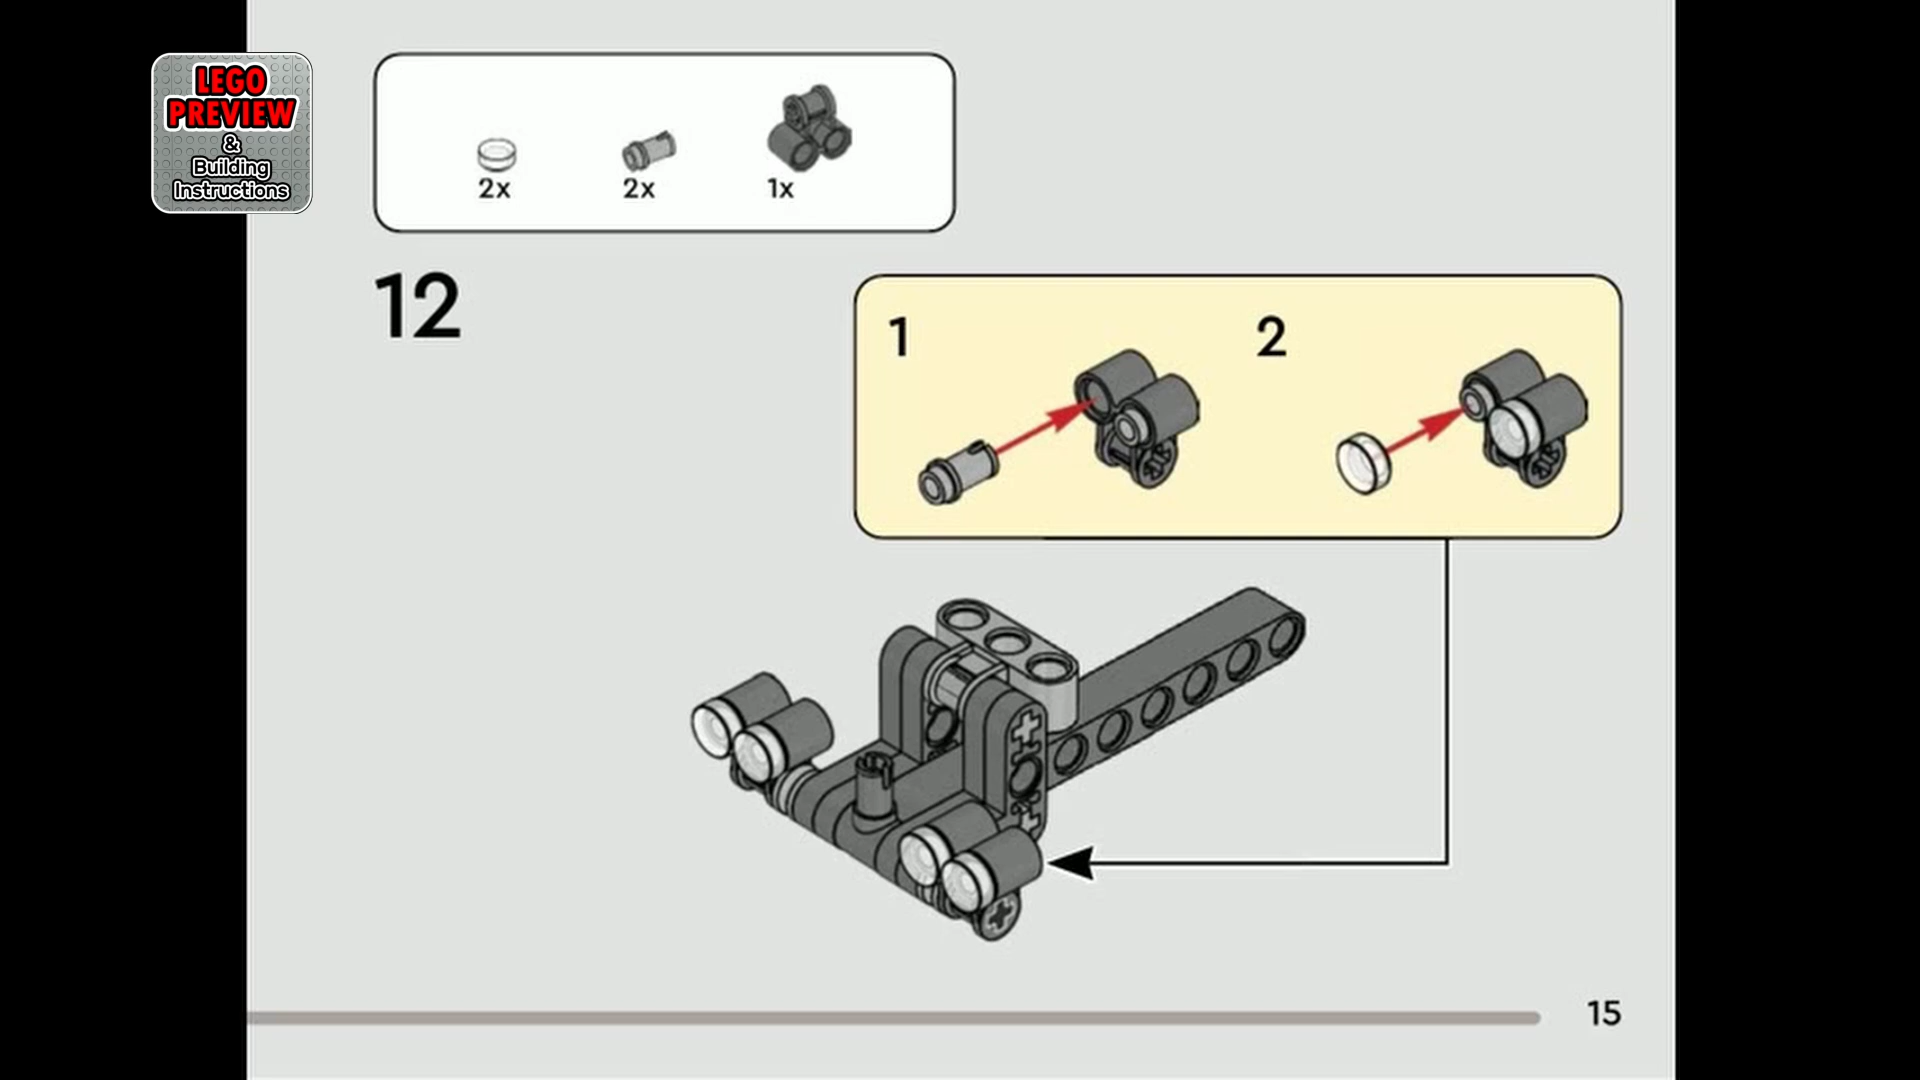 LEGO
PREVIEW
&
Building
Instructions
2x
2x
1x
12
1
2
15